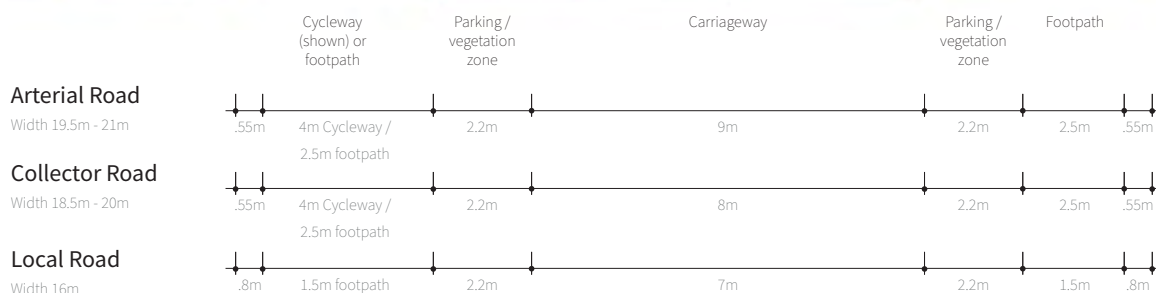 Cycleway
(shown) or
footpath
Parking /
vegetation
zone
Carriageway
Parking /
vegetation
zone
Footpath
Arterial Road
Width 19.5m - 21m
.55m 4m Cycleway / 2.2m 9m 2.2m 2.5m .55m
2.5m footpath
Collector Road
Width 18.5m - 20m
.55m 4m Cycleway / 2.2m 8m 2.2m 2.5m .55m
2.5m footpath
Local Road
Width 16m
.8m 1.5m footpath 2.2m 7m 2.2m 1.5m .8m